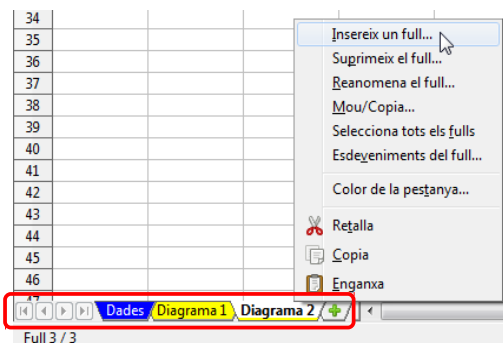 34
35
36
37
38
39
40
41
42
43
44
45
46
47
Insereix un full...
Suprimeix el full...
Reanomena el full...
Mou/Copia...
Selecciona tots els fulls
Esdeveniments del full...
Color de la pestanya...
Retalla
Copia
Enganxa
Dades Diagrama 1 Diagrama 2
Full 3 / 3